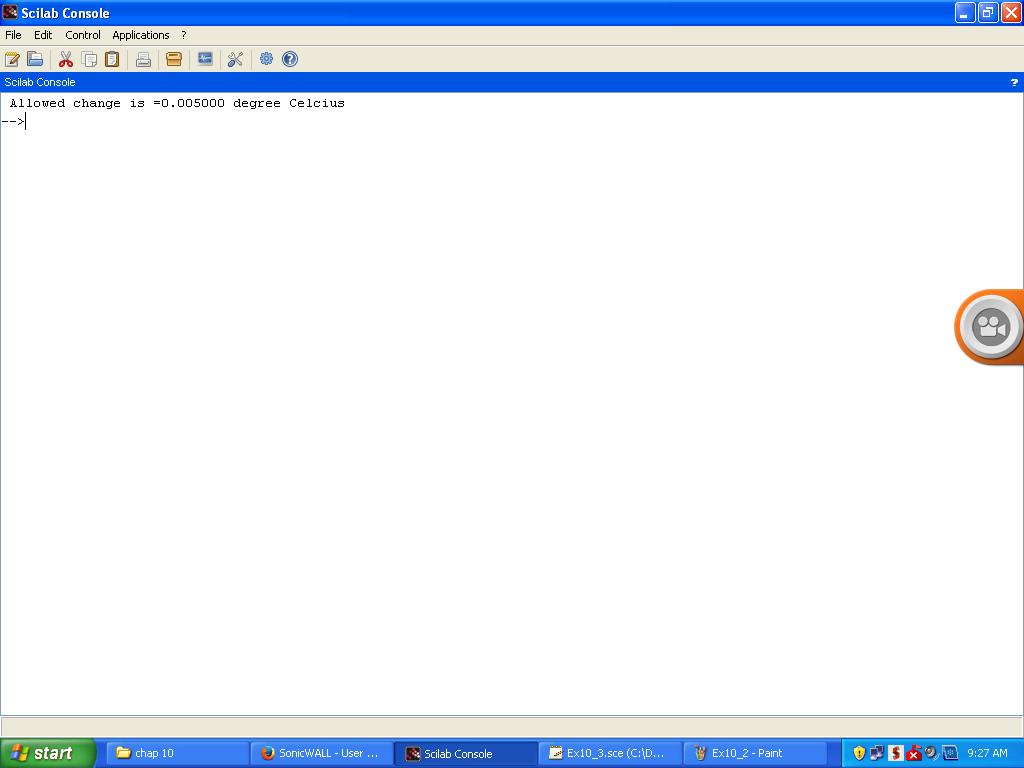 Scilab Console
File Edit Control Applications ?
Scilab Console ?
Allowed change is =0.005000 degree Celcius
-->
start chap 10 SonicWALL - User ... Scilab Console Ex10_3.sce (C:\D... Ex10_2 - Paint 9:27 AM